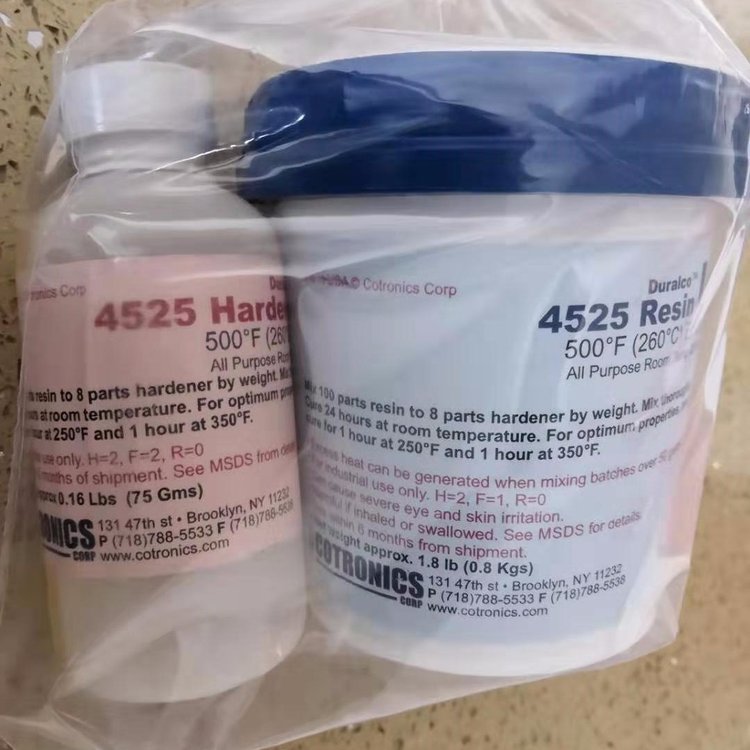 Cotronics Corp
4525 Harde
500°F (260
All Purpose
resin to 8 parts hardener by weight.
at room temperature. For optimum
at 250°F and 1 hour at 350°F.
use only. H=2, F=2, R=0
months of shipment. See MSDS from
0.16 Lbs (75 Gms)
131 47th st • Brooklyn, NY 11232
P (718)788-5533 F (718)788-5538
CORP www.cotronics.com
© Cotronics Corp
Duralco™
4525 Resin
500°F (260°C)
All Purpose Room
Mix 100 parts resin to 8 parts hardener by weight. Mix
Cure 24 hours at room temperature. For optimum properties
cure for 1 hour at 250°F and 1 hour at 350°F.
heat can be generated when mixing batches over
industrial use only. H=2, F=1, R=0
cause severe eye and skin irritation.
if inhaled or swallowed. See MSDS for details
within 6 months from shipment.
weight approx. 1.8 lb (0.8 Kgs)
COTRONICS
CORP
131 47th st • Brooklyn, NY 11232
P (718)788-5533 F (718)788-5538
www.cotronics.com